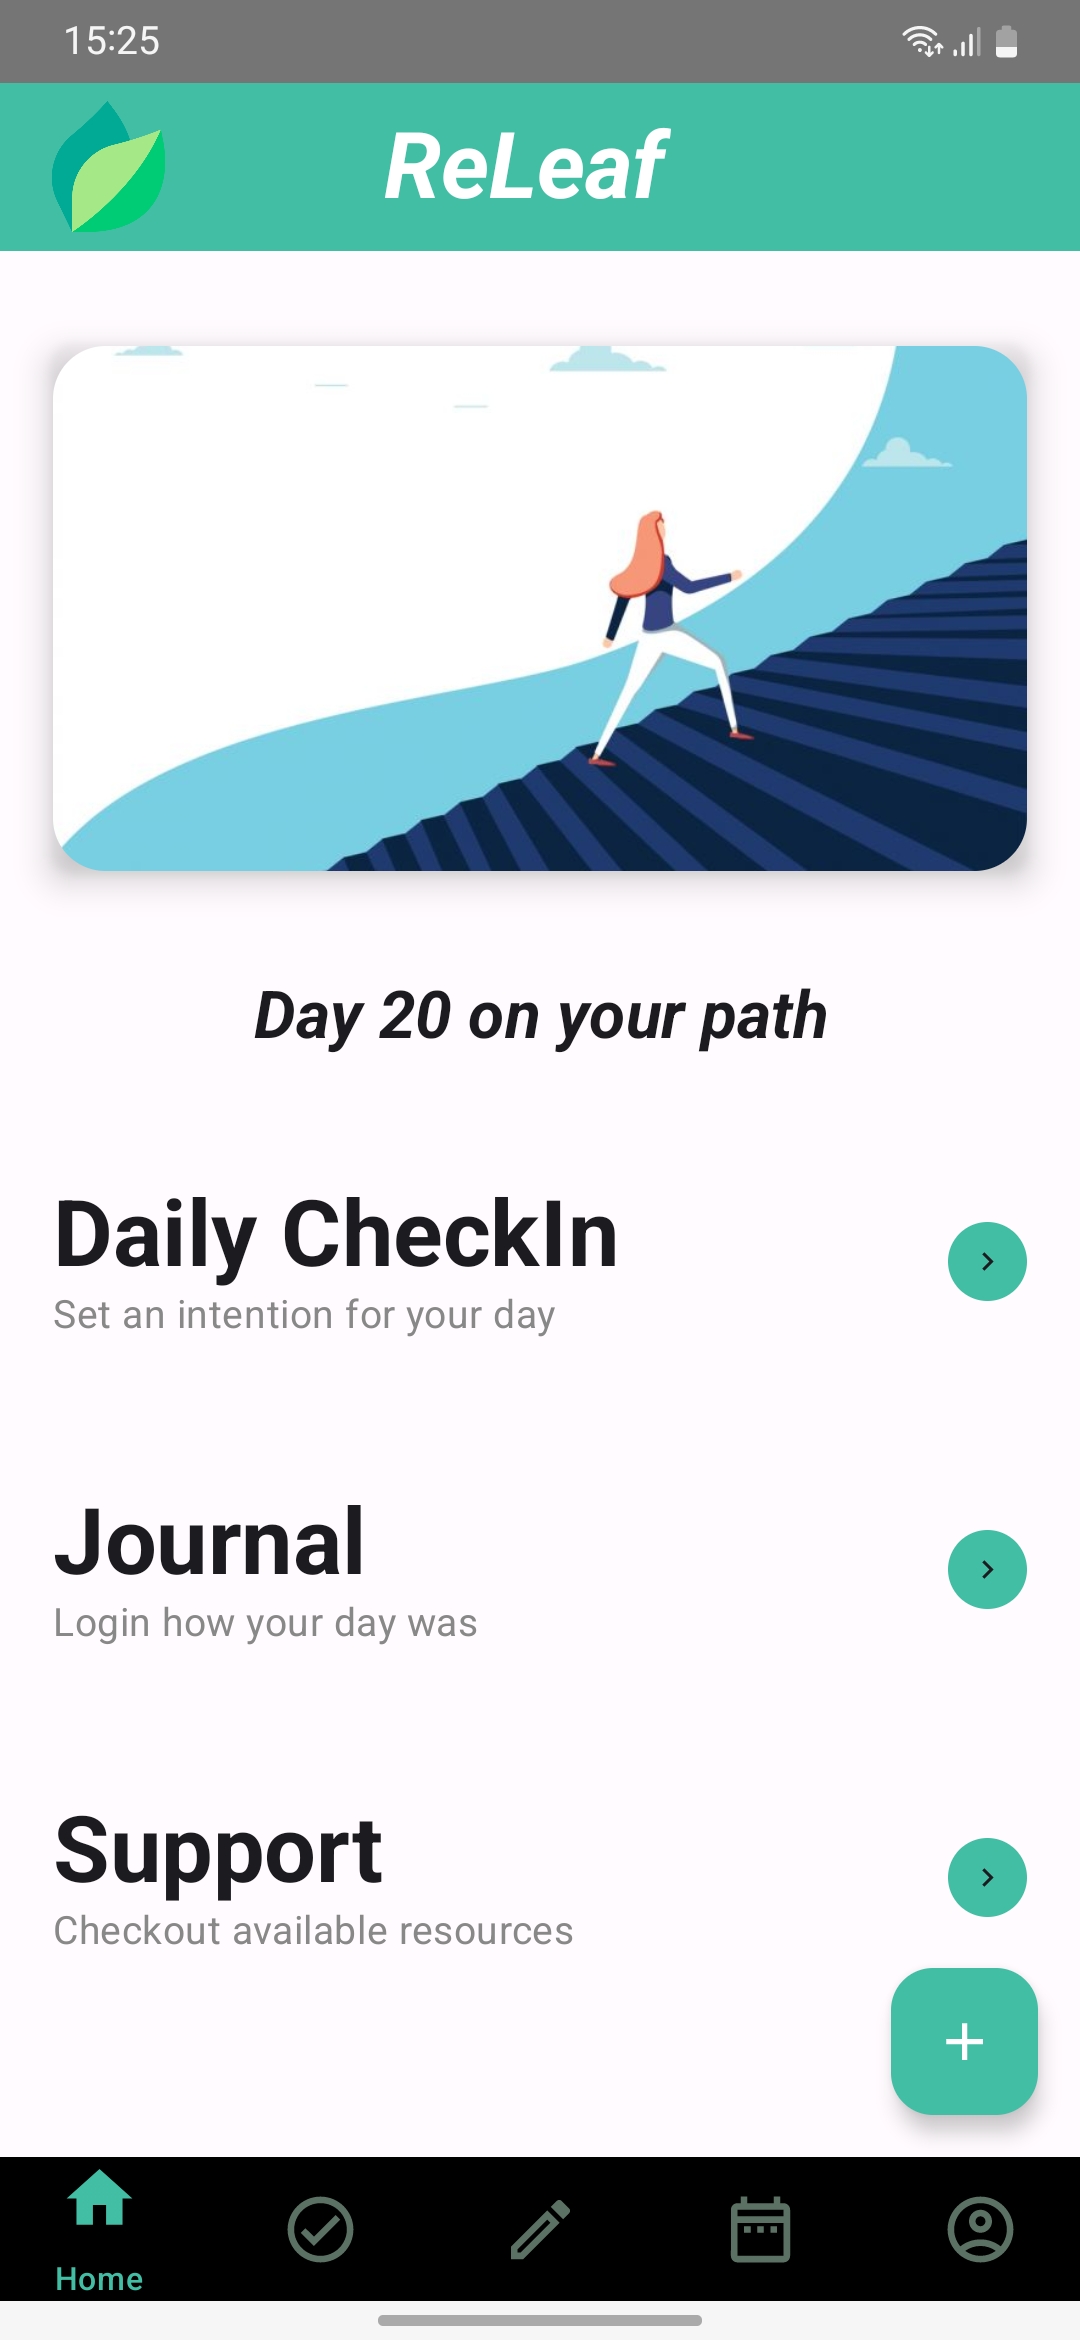 15:25
ReLeaf
Day 20 on your path
Daily CheckIn
Set an intention for your day
Journal
Login how your day was
Support
Checkout available resources
Home